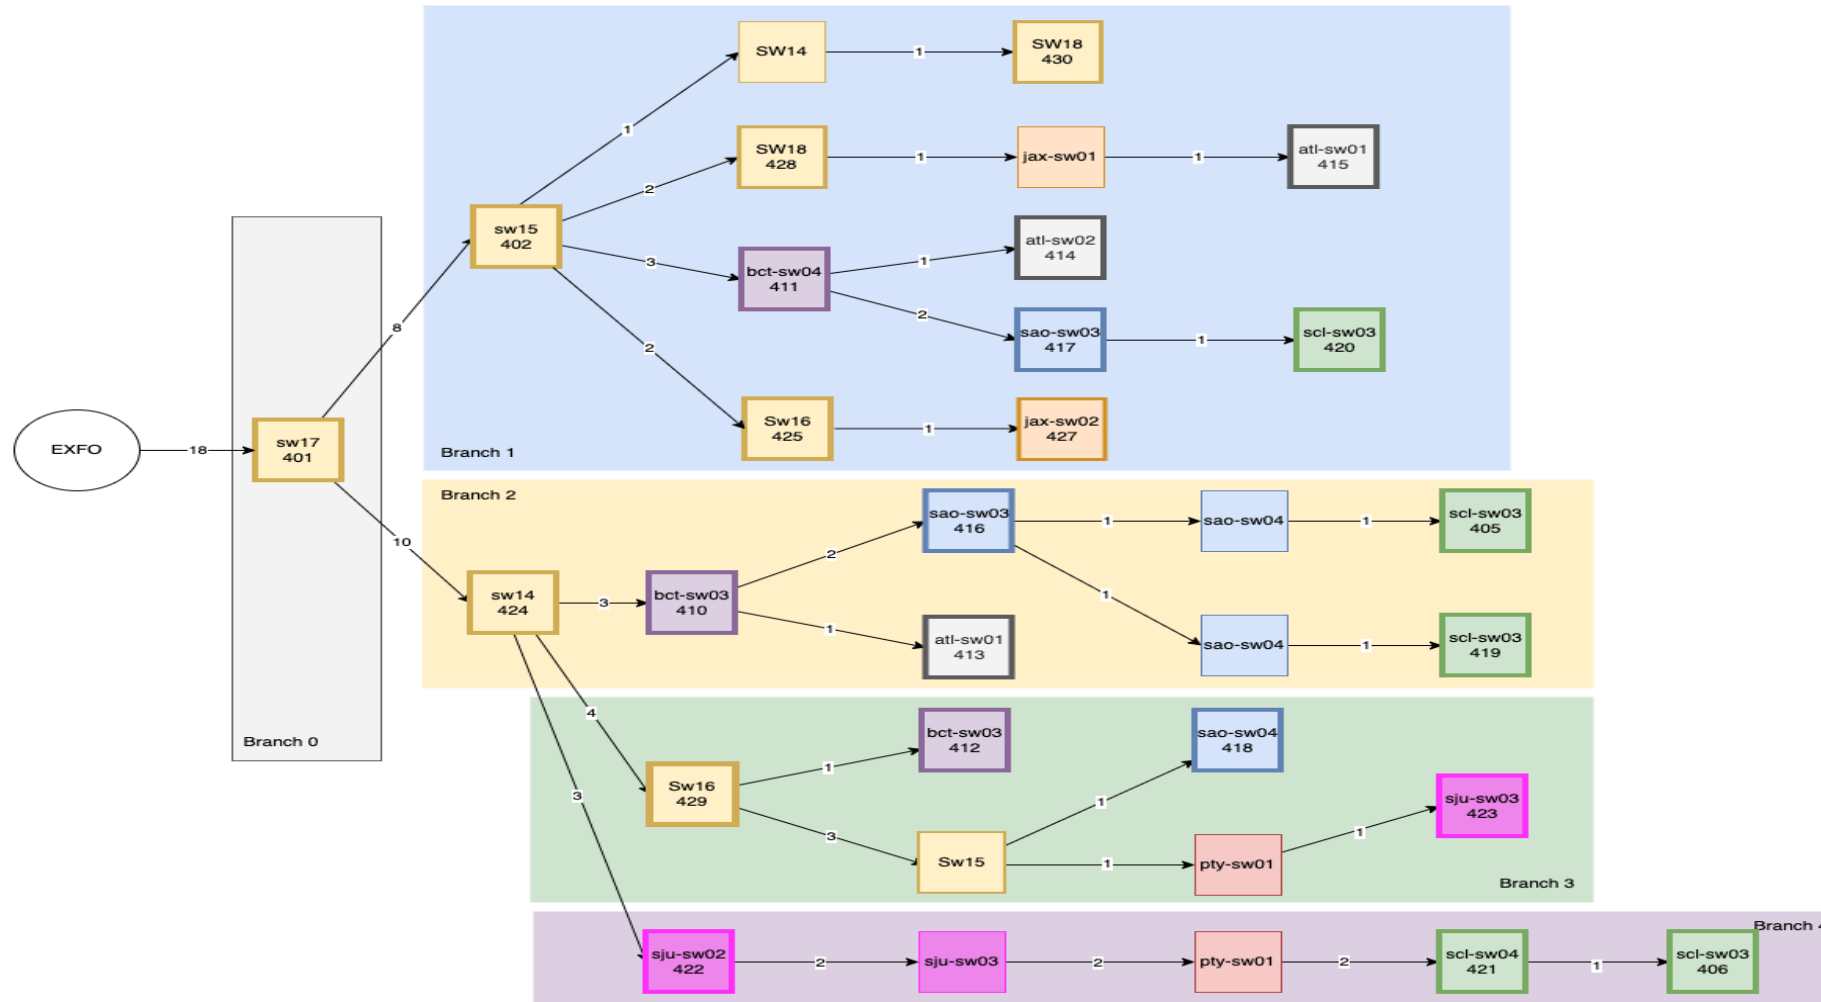 EXFO
18
sw17
401
8
10
Branch 0
sw15
402
1
SW14
1
SW18
430
2
SW18
428
1
jax-sw01
1
atl-sw01
415
3
bct-sw04
411
1
atl-sw02
414
2
sao-sw03
417
1
scl-sw03
420
2
Sw16
425
1
jax-sw02
427
Branch 1
Branch 2
sw14
424
3
bct-sw03
410
2
sao-sw03
416
1
sao-sw04
1
scl-sw03
405
1
sao-sw04
1
scl-sw03
419
1
atl-sw01
413
4
Sw16
429
1
bct-sw03
412
3
Sw15
1
sao-sw04
418
1
pty-sw01
1
sju-sw03
423
Branch 3
3
sju-sw02
422
2
sju-sw03
2
pty-sw01
2
scl-sw04
421
1
scl-sw03
406
Branch